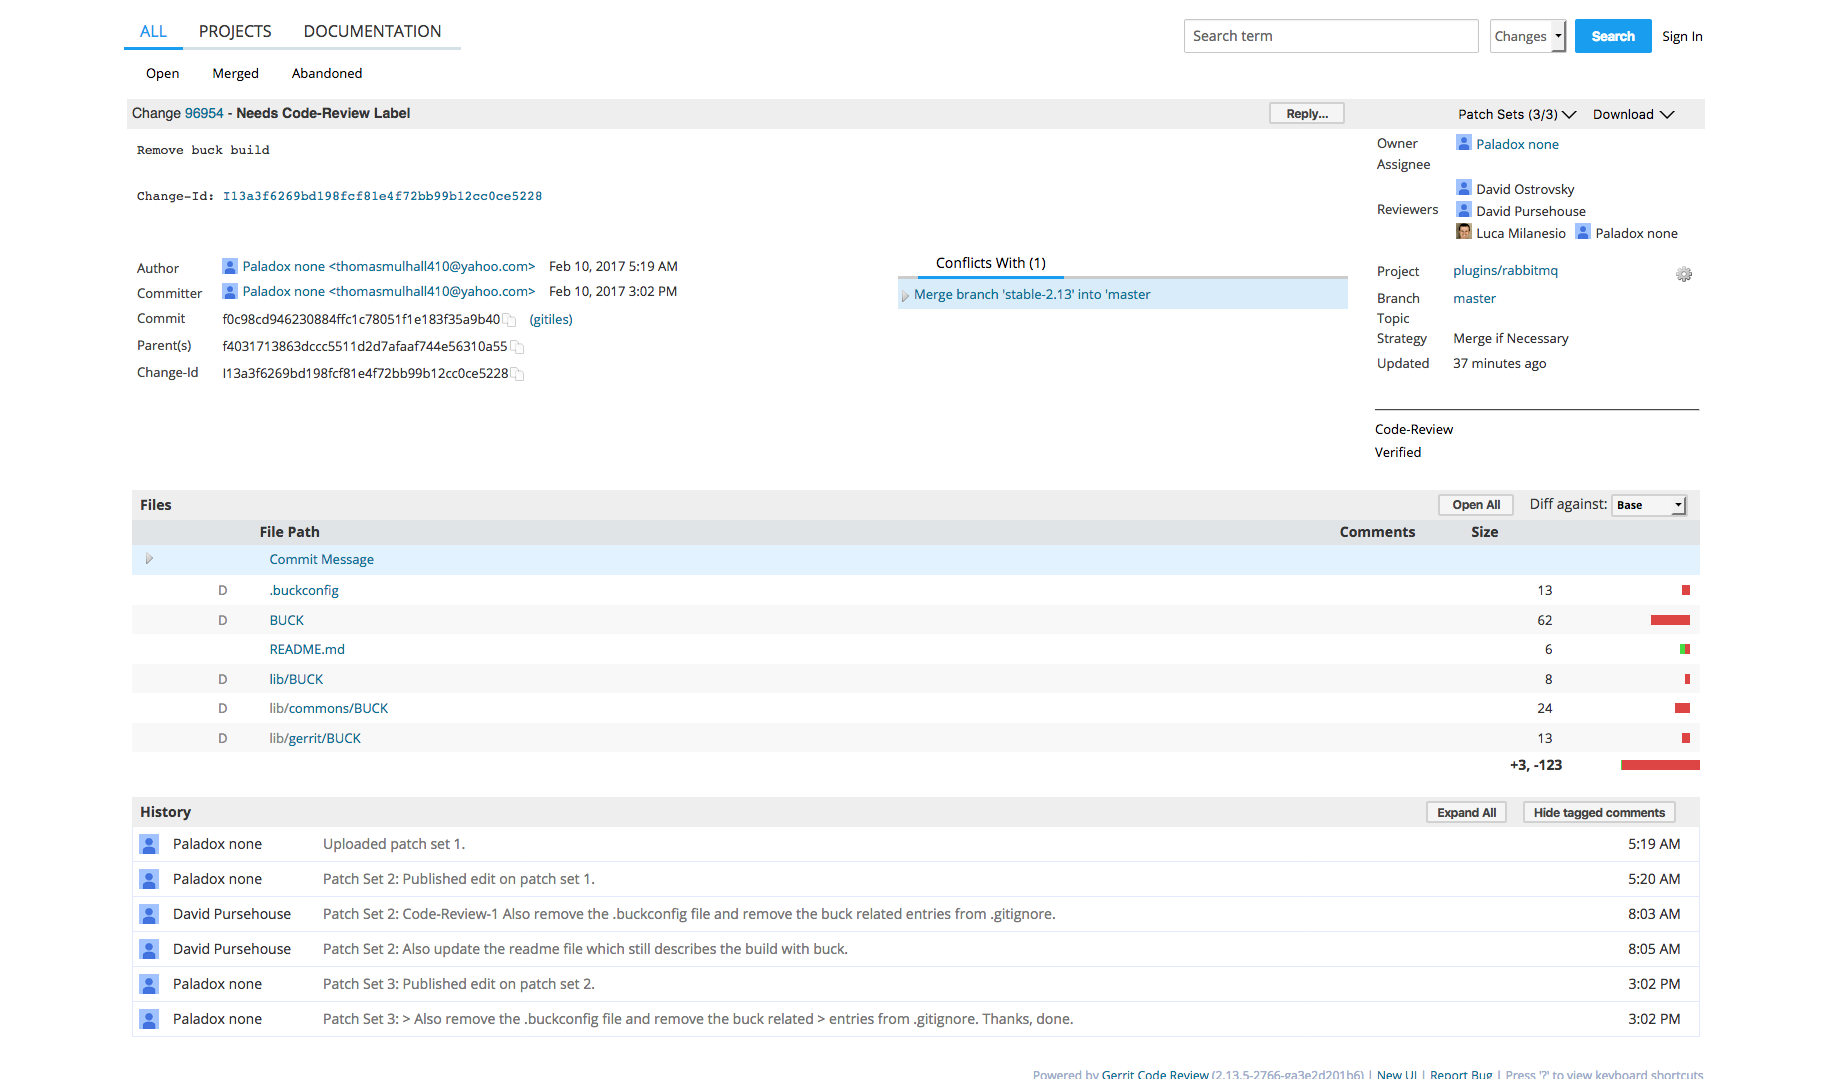 ALL PROJECTS DOCUMENTATION
Search term Changes Search Sign In
Open Merged Abandoned
Change 96954 - Needs Code-Review Label Reply... Patch Sets (3/3) Download
Remove buck build
Change-Id: I13a3f6269bd198fcf81e4f72bb99b12cc0ce5228
Owner Paladox none
Assignee
Reviewers David Ostrovsky
David Pursehouse
Luca Milanesio Paladox none
Author Paladox none <thomasmulhall410@yahoo.com> Feb 10, 2017 5:19 AM
Committer Paladox none <thomasmulhall410@yahoo.com> Feb 10, 2017 3:02 PM
Commit f0c98cd946230884ffc1c78051f1e183f35a9b40 (gitiles)
Parent(s) f4031713863dccc5511d2d7afaaf744e56310a55
Change-Id I13a3f6269bd198fcf81e4f72bb99b12cc0ce5228
Conflicts With (1)
Merge branch 'stable-2.13' into 'master
Project plugins/rabbitmq
Branch master
Topic
Strategy Merge if Necessary
Updated 37 minutes ago
Code-Review
Verified
Files Open All Diff against: Base
File Path Comments Size
Commit Message
D .buckconfig 13
D BUCK 62
README.md 6
D lib/BUCK 8
D lib/commons/BUCK 24
D lib/gerrit/BUCK 13
+3, -123
History Expand All Hide tagged comments
Paladox none Uploaded patch set 1. 5:19 AM
Paladox none Patch Set 2: Published edit on patch set 1. 5:20 AM
David Pursehouse Patch Set 2: Code-Review-1 Also remove the .buckconfig file and remove the buck related entries from .gitignore. 8:03 AM
David Pursehouse Patch Set 2: Also update the readme file which still describes the build with buck. 8:05 AM
Paladox none Patch Set 3: Published edit on patch set 2. 3:02 PM
Paladox none Patch Set 3: > Also remove the .buckconfig file and remove the buck related > entries from .gitignore. Thanks, done. 3:02 PM
Powered by Gerrit Code Review (2.13.5-2766-ga3e2d201b6) | New UI | Report Bug | Press '?' to view keyboard shortcuts